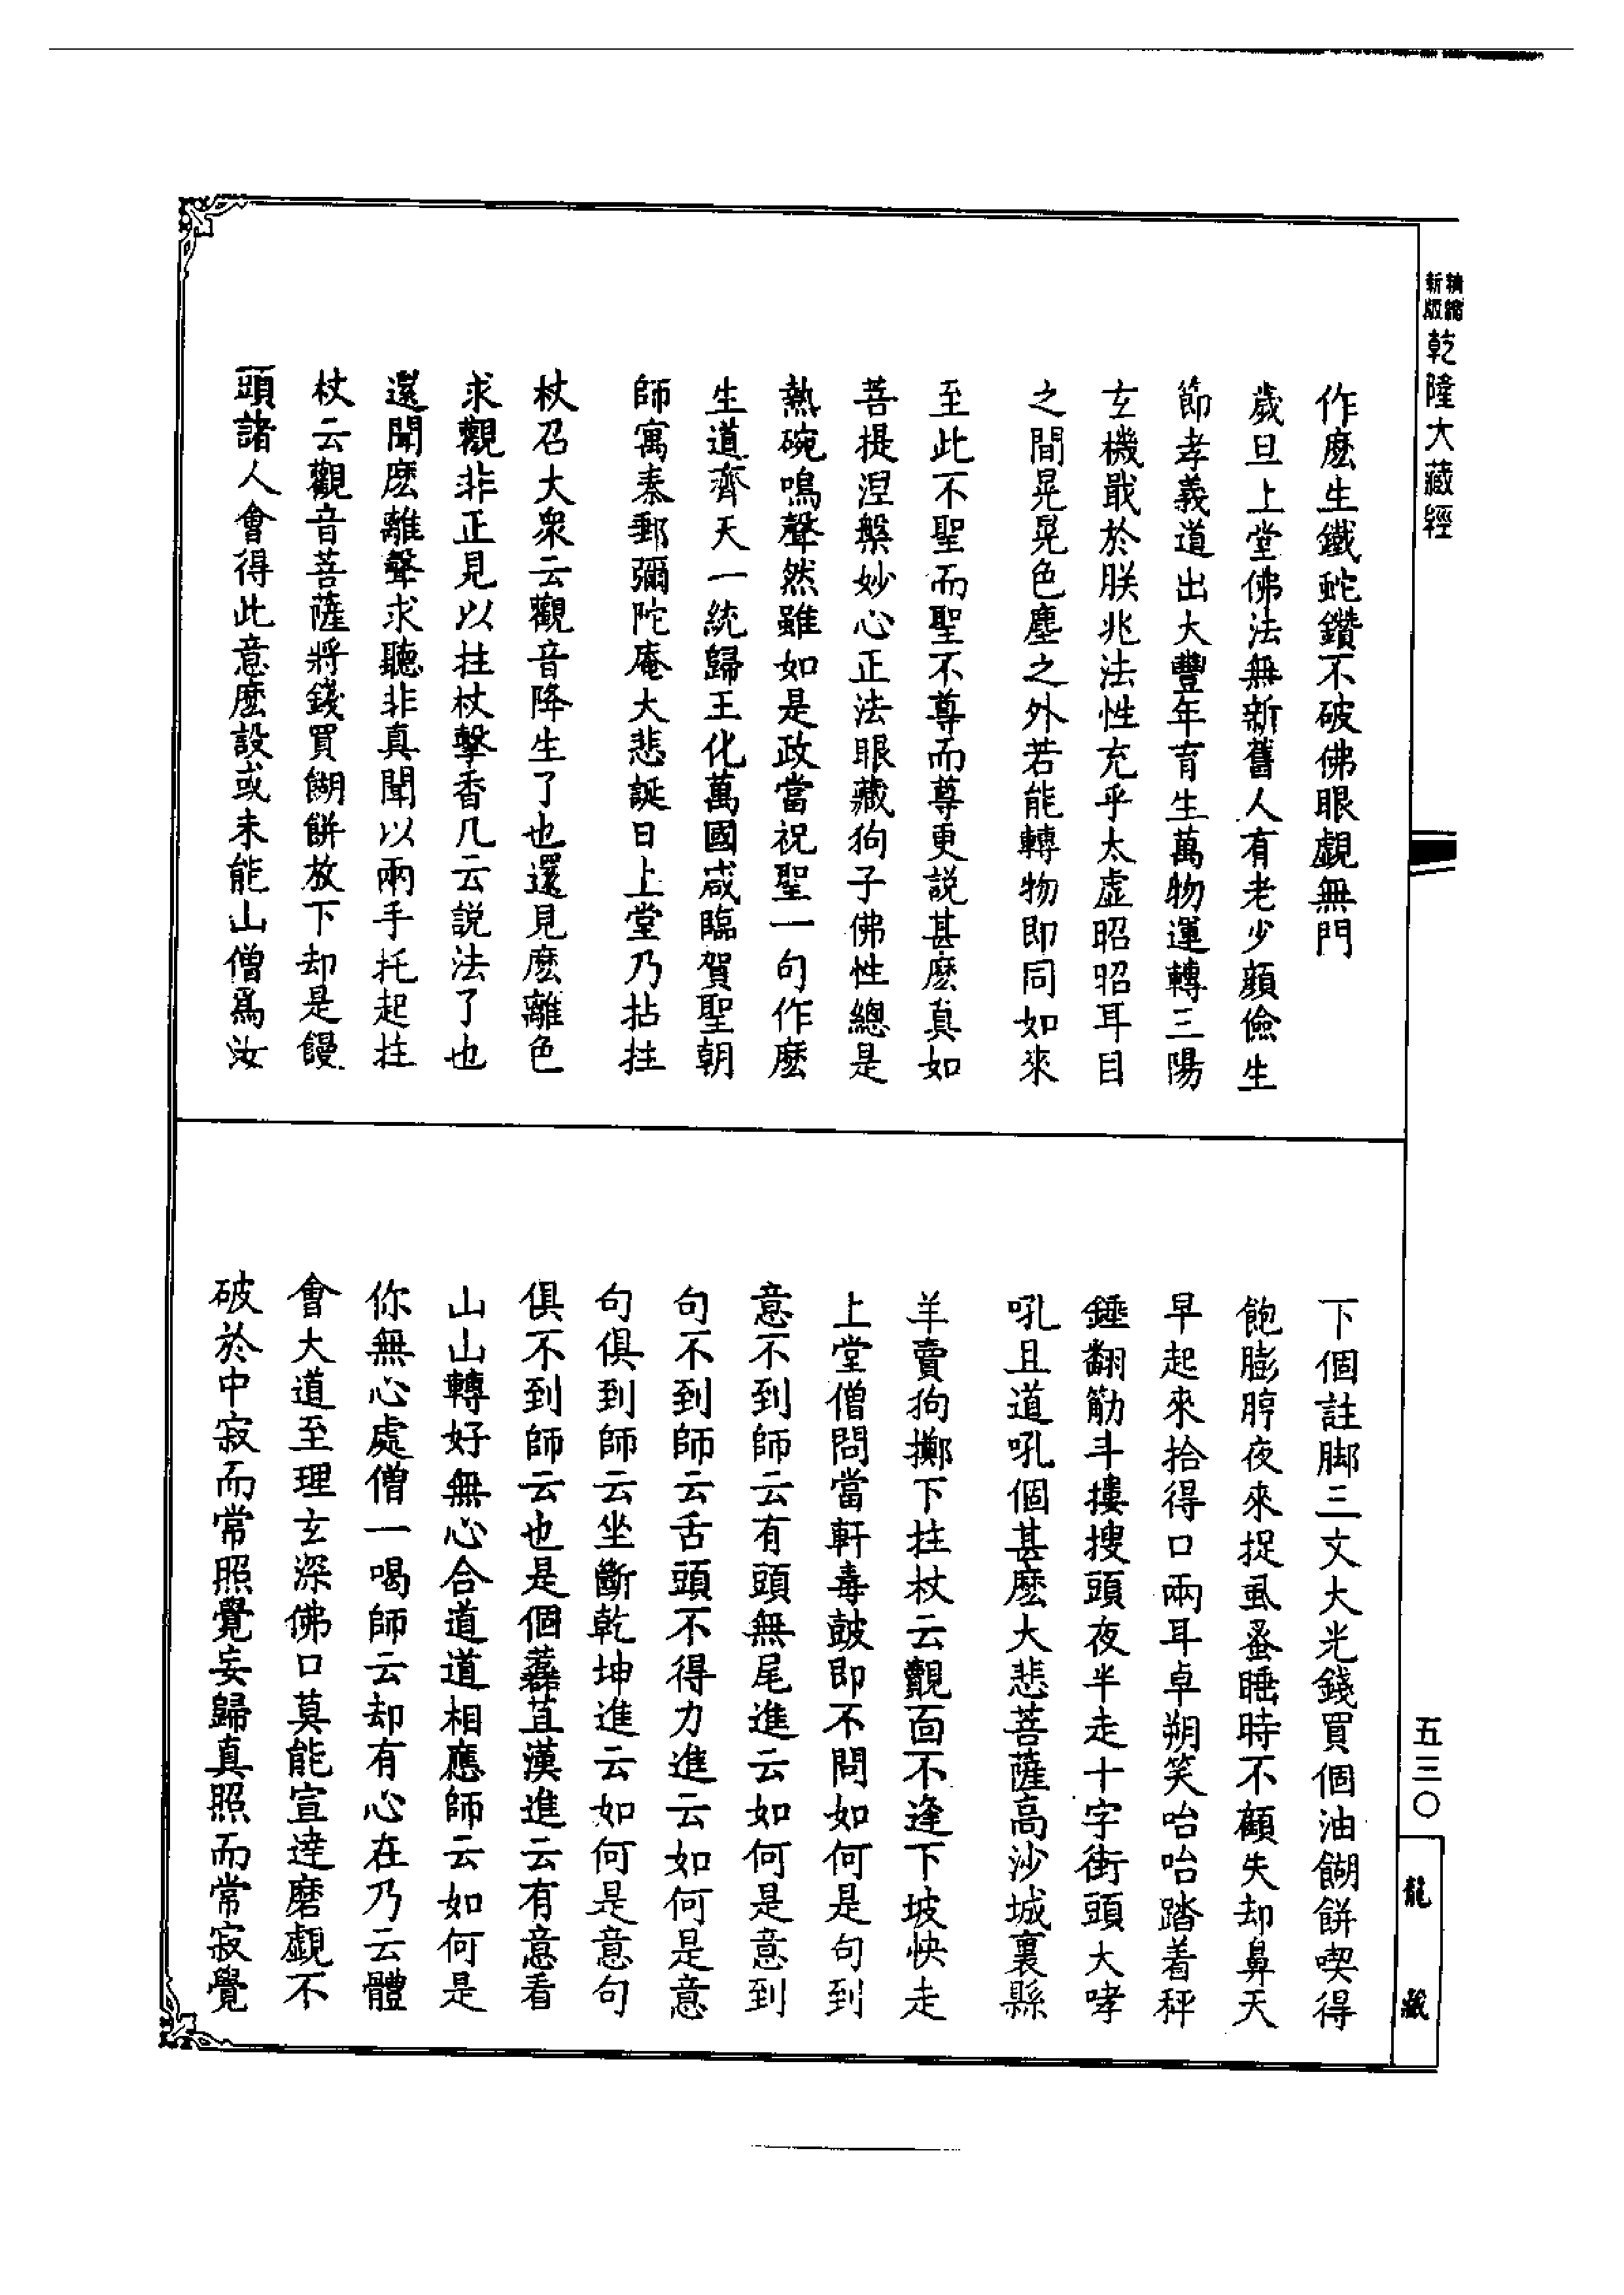 精縮
新版
乾隆大藏經
作麽生鐵蛇鑽不破佛眼覷無門
歲旦上堂佛法無新舊人有老少顔儉生
節孝義道出大豐年育生萬物運轉三陽
玄機戢於朕兆法性充乎太虛昭昭耳目
之間晃晃色塵之外若能轉物即同如來
至此不聖而聖不尊而尊更説甚麽真如
菩提涅槃妙心正法眼藏狗子佛性總是
熱碗鳴聲然雖如是政當祝聖一句作麽
生道齊天一統歸王化萬國咸臨賀聖朝
師寓秦郵彌陀庵大悲誕日上堂乃拈拄
杖召大衆云觀音降生了也還見麽離色
求觀非正見以拄杖擊香几云説法了也
還聞麽離聲求聽非真聞以兩手托起拄
杖云觀音菩薩將錢買餬餅放下却是饅
頭諸人會得此意麽設或未能山僧爲汝
下個註脚三文大光錢買個油餬餅喫得
飽膨脝夜來捉虱蚤睡時不顧失却鼻天
早起來拾得口兩耳卓朔笑咍咍踏着秤
錘翻筋斗摟搜頭夜半走十字街頭大哮
吼且道吼個甚麽大悲菩薩高沙城裏縣
羊賣狗擲下拄杖云覿面不逢下坡快走
上堂僧問當軒毒鼓即不問如何是句到
意不到師云有頭無尾進云如何是意到
句不到師云舌頭不得力進云如何是意
句俱到師云坐斷乾坤進云如何是意句
俱不到師云也是個𦿆苴漢進云有意看
山山轉好無心合道道相應師云如何是
你無心處僧一喝師云却有心在乃云體
會大道至理玄深佛口莫能宣達磨覷不
破於中寂而常照覺妄歸真照而常寂覺
五三〇
龍藏